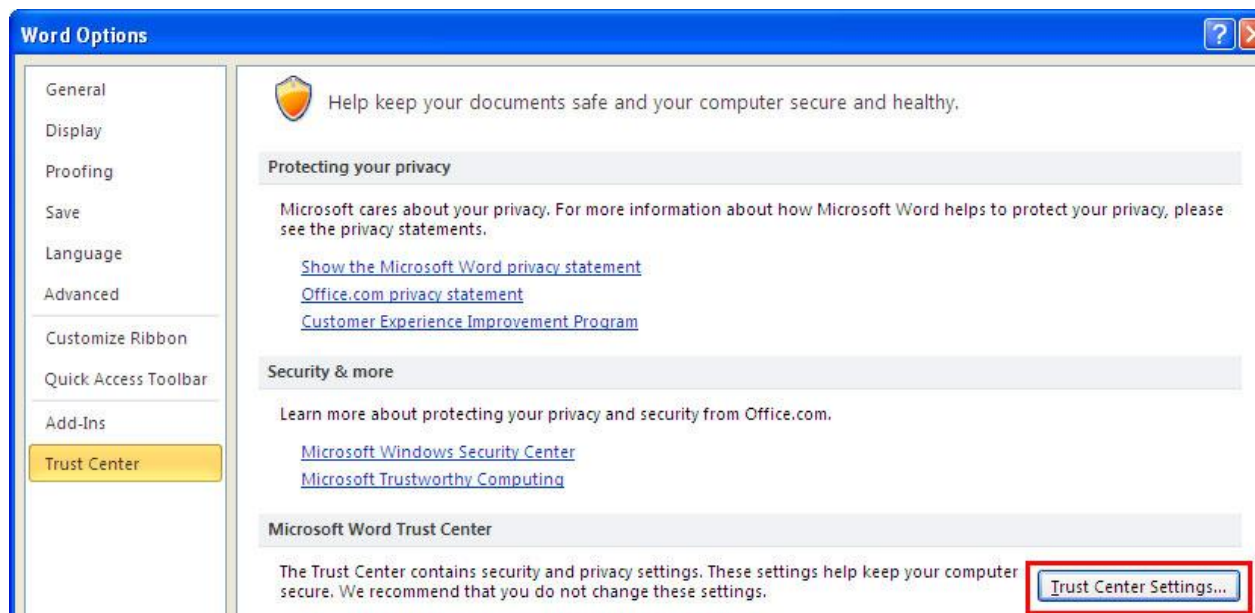 Word Options
General
Display
Proofing
Save
Language
Advanced
Customize Ribbon
Quick Access Toolbar
Add-Ins
Trust Center
Help keep your documents safe and your computer secure and healthy.
Protecting your privacy
Microsoft cares about your privacy. For more information about how Microsoft Word helps to protect your privacy, please
see the privacy statements.
Show the Microsoft Word privacy statement
Office.com privacy statement
Customer Experience Improvement Program
Security & more
Learn more about protecting your privacy and security from Office.com.
Microsoft Windows Security Center
Microsoft Trustworthy Computing
Microsoft Word Trust Center
The Trust Center contains security and privacy settings. These settings help keep your computer
secure. We recommend that you do not change these settings.
Trust Center Settings...